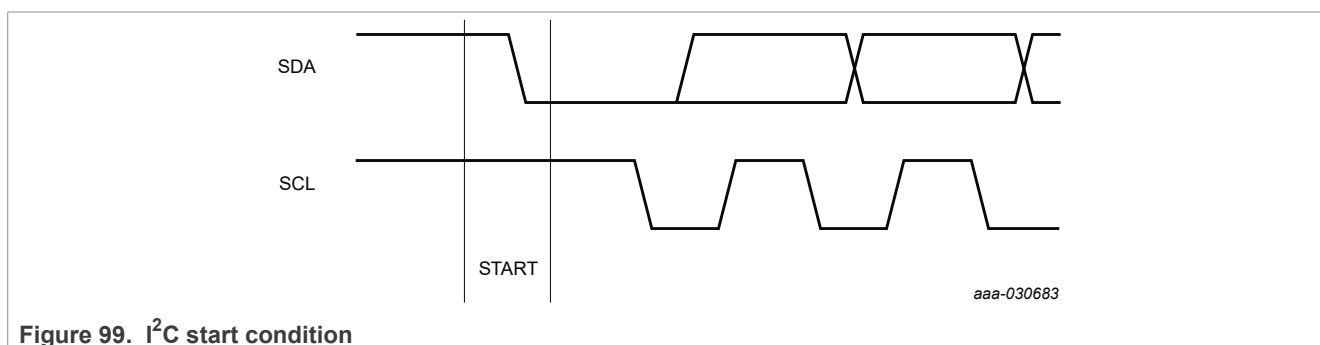 SDA
SCL
START
aaa-030683
Figure 99. I²C start condition